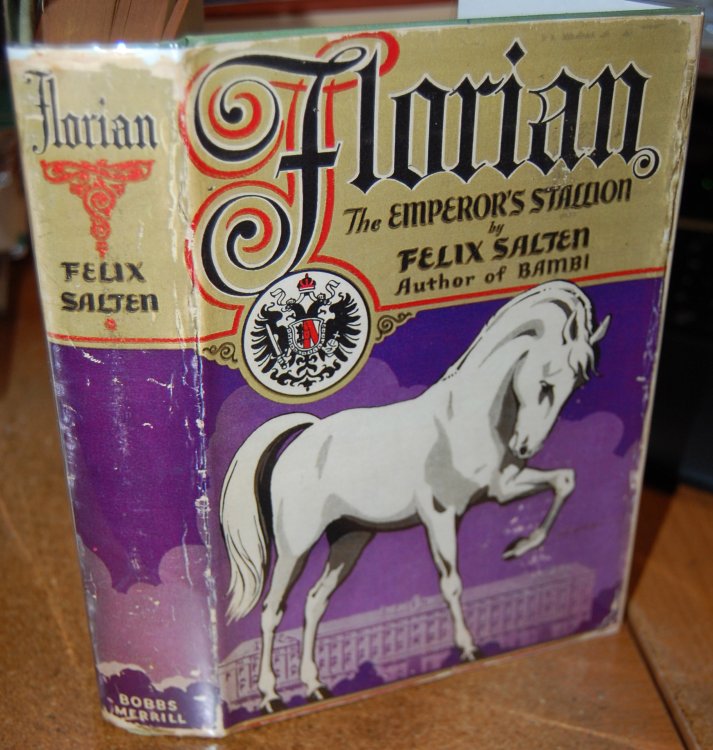 Florian
FELIX
SALTEN
BOBBS
MERRILL
Florian
The EMPEROR'S STALLION
by
FELIX SALTEN
Author of BAMBI